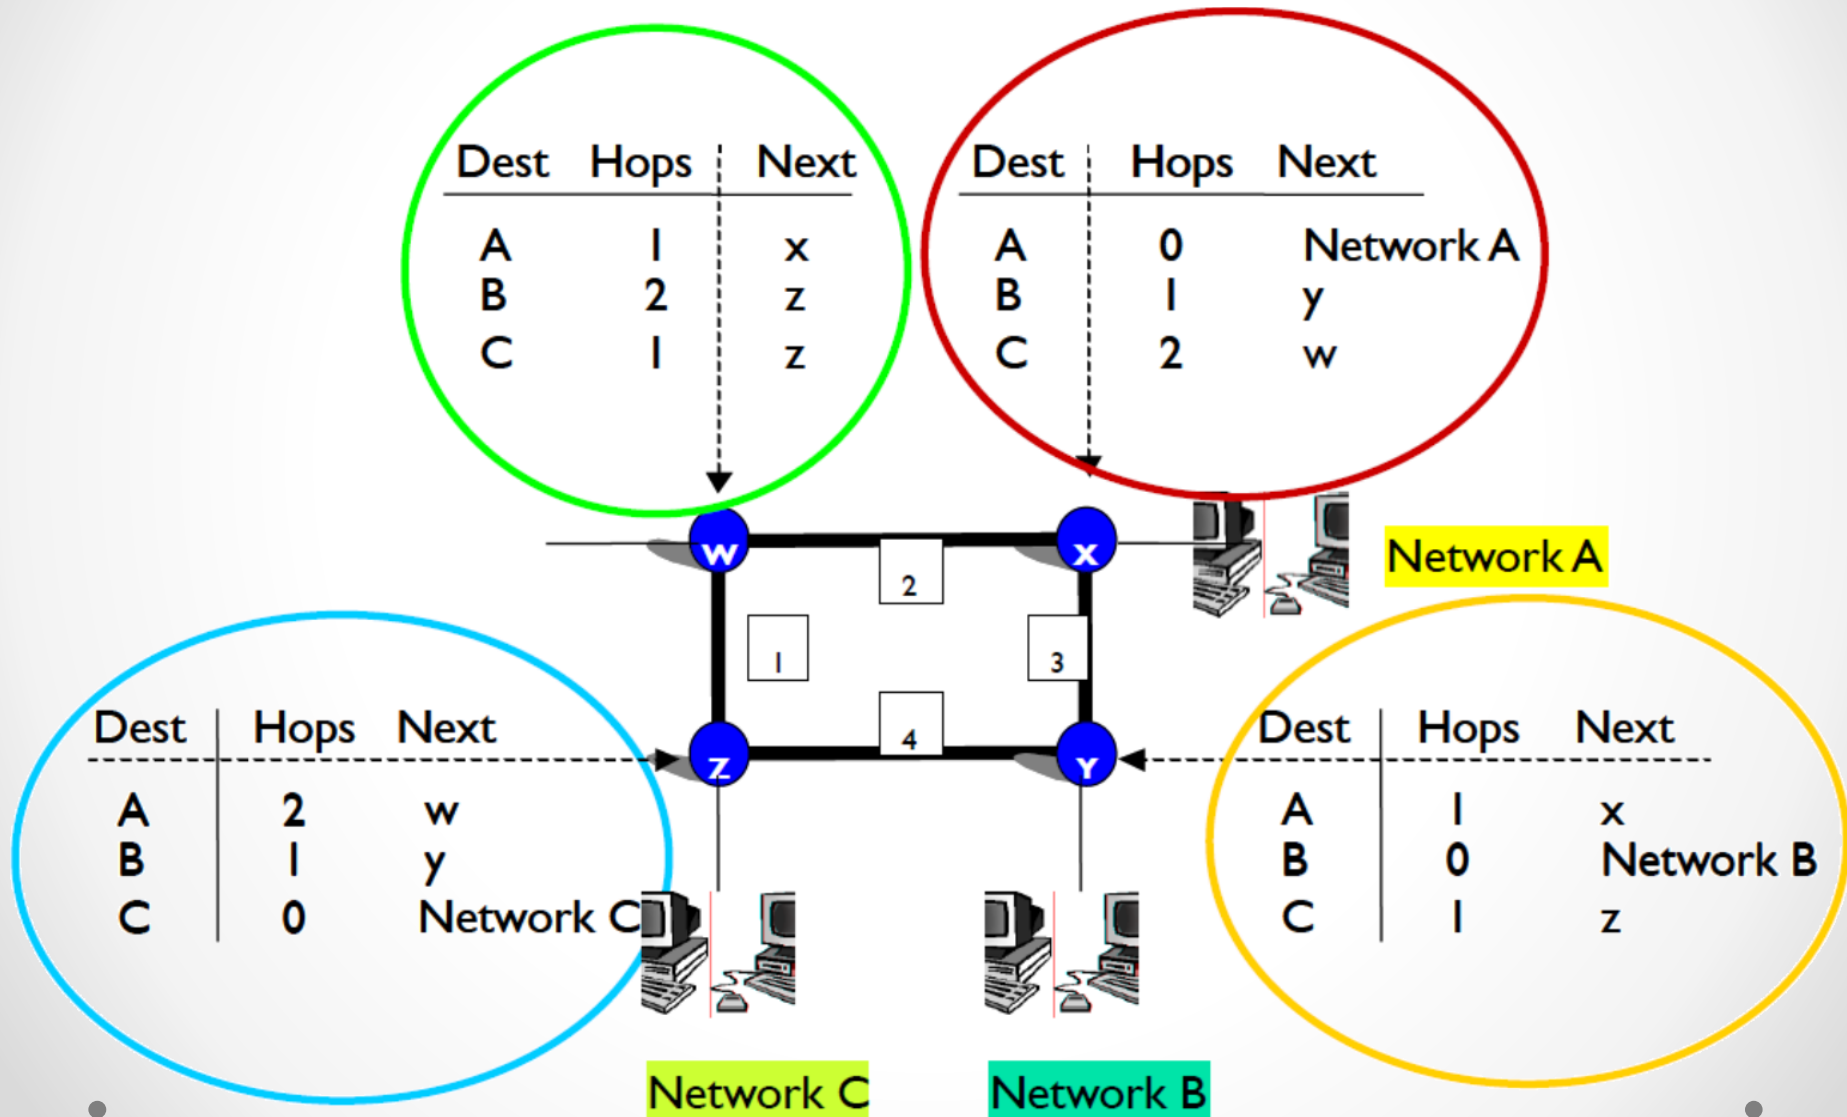 Dest Hops Next
A 1 x
B 2 z
C 1 z
Dest Hops Next
A 0 Network A
B 1 y
C 2 w
W
X
Network A
2
1
3
4
Z
Y
Dest Hops Next
A 2 w
B 1 y
C 0 Network C
Dest Hops Next
A 1 x
B 0 Network B
C 1 z
Network C
Network B